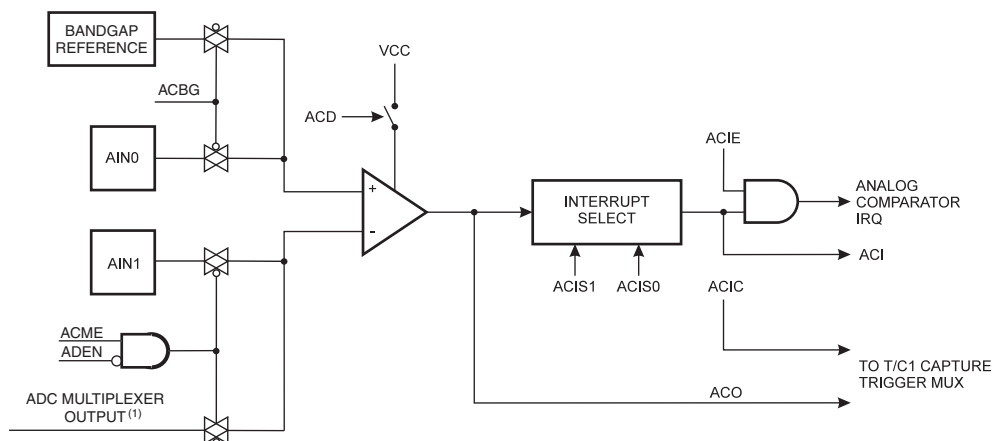 BANDGAP
REFERENCE
VCC
ACBG
ACD
AIN0
ACIE
+
INTERRUPT
SELECT
ANALOG
COMPARATOR
IRQ
-
AIN1
ACI
ACIS1 ACIS0
ACIC
ACME
ADEN
TO T/C1 CAPTURE
TRIGGER MUX
ADC MULTIPLEXER
OUTPUT(1)
ACO